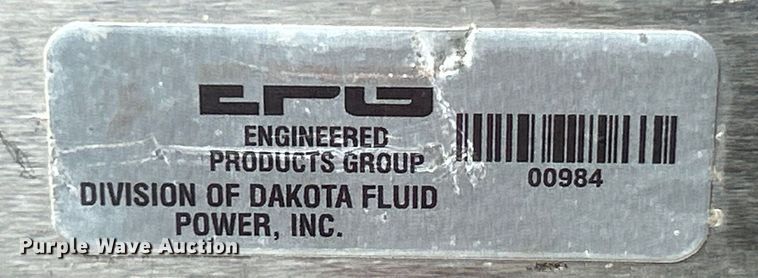 EPG
ENGINEERED
PRODUCTS GROUP
DIVISION OF DAKOTA FLUID
POWER, INC.
00984
Purple Wave Auction